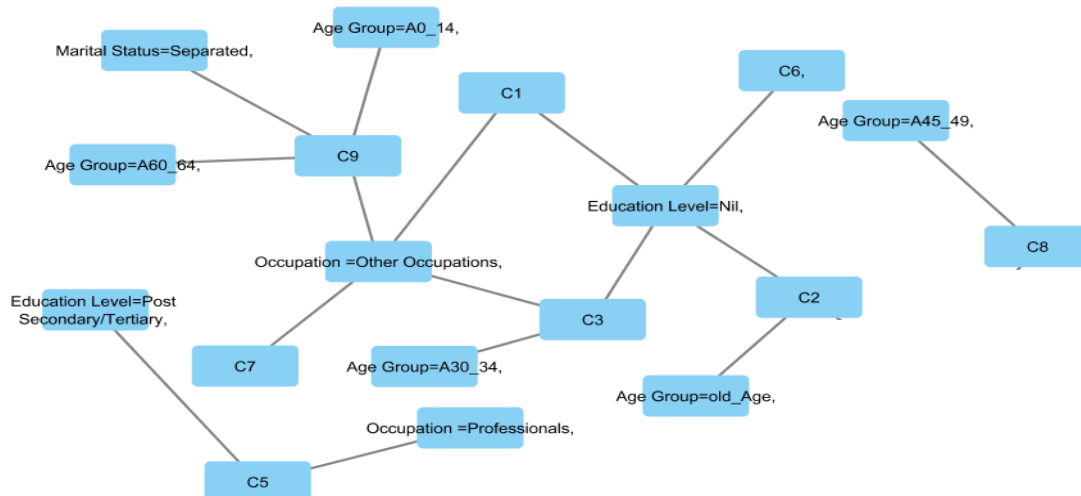 Age Group=A0_14,
Marital Status=Separated,
C6,
C1
Age Group=A45_49,
C9
Age Group=A60_64,
Education Level=Nil,
C8
Occupation =Other Occupations,
C2
Education Level=Post
Secondary/Tertiary,
C3
C7
Age Group=A30_34,
Age Group=old_Age,
Occupation =Professionals,
C5